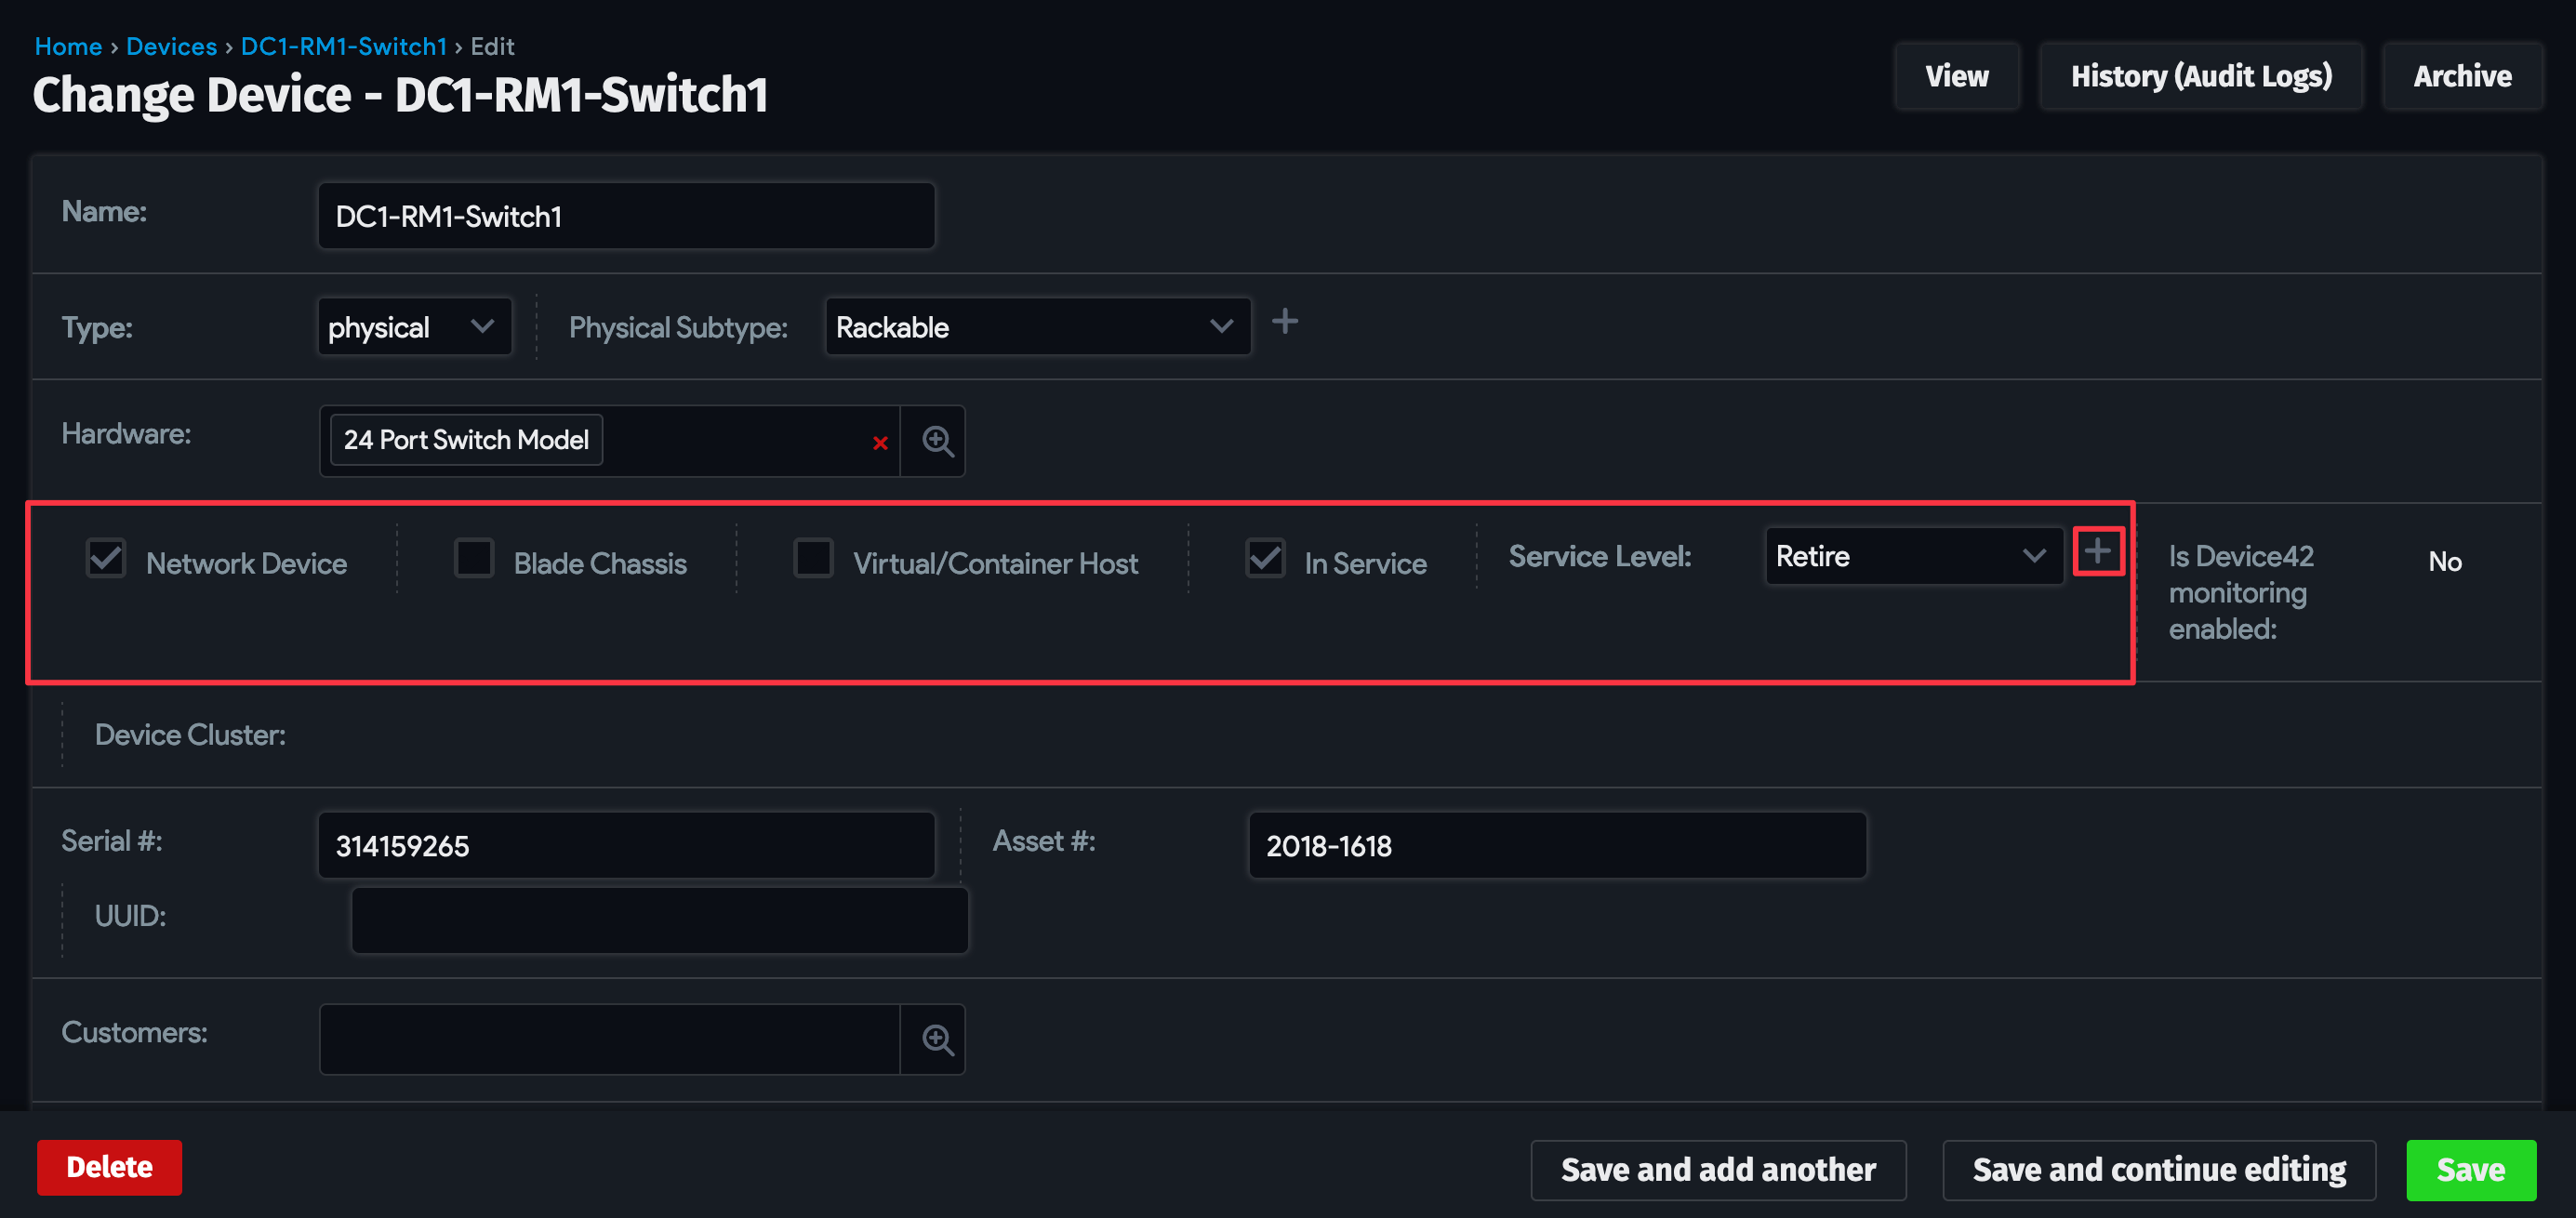 Home › Devices › DC1-RM1-Switch1 › Edit
Change Device - DC1-RM1-Switch1
View
History (Audit Logs)
Archive
Name:
DC1-RM1-Switch1
Type:
physical
Physical Subtype:
Rackable
Hardware:
24 Port Switch Model
Network Device
Blade Chassis
Virtual/Container Host
In Service
Service Level:
Retire
Is Device42
monitoring
enabled:
No
Device Cluster:
Serial #:
314159265
Asset #:
2018-1618
UUID:
Customers:
Delete
Save and add another
Save and continue editing
Save